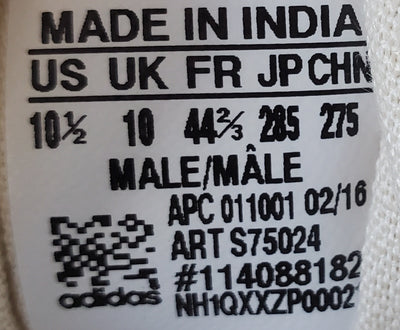 MADE IN INDIA
US UK FR JP CHN
10½ 10 44⅔ 285 275
MALE/MÂLE
APC 011001 02/16
ART S75024
#114088182
adidas